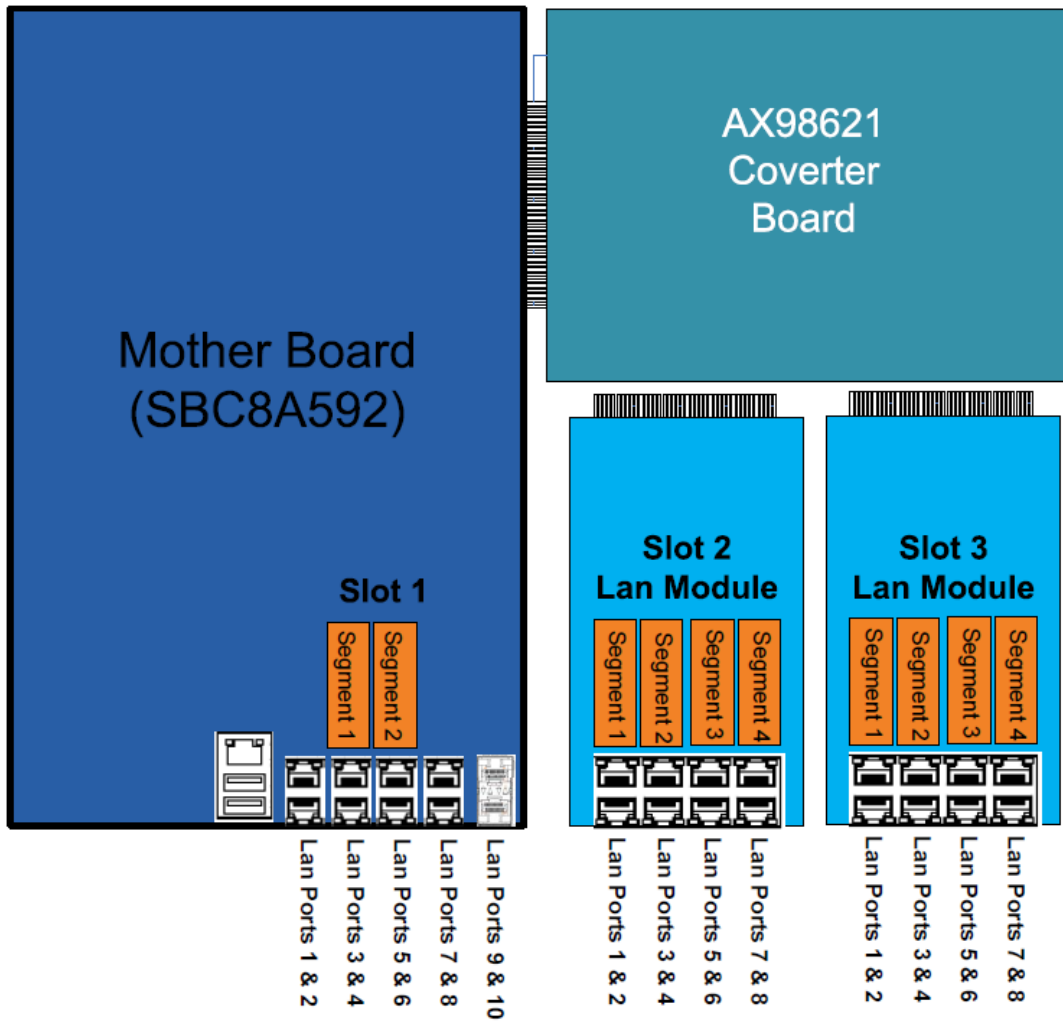 AX98621
Coverter
Board
Mother Board
(SBC8A592)
Slot 1
Segment 1
Segment 2
Slot 2
Lan Module
Segment 1
Segment 2
Segment 3
Segment 4
Slot 3
Lan Module
Segment 1
Segment 2
Segment 3
Segment 4
Lan Ports 1 & 2
Lan Ports 3 & 4
Lan Ports 5 & 6
Lan Ports 7 & 8
Lan Ports 9 & 10
Lan Ports 1 & 2
Lan Ports 3 & 4
Lan Ports 5 & 6
Lan Ports 7 & 8
Lan Ports 1 & 2
Lan Ports 3 & 4
Lan Ports 5 & 6
Lan Ports 7 & 8